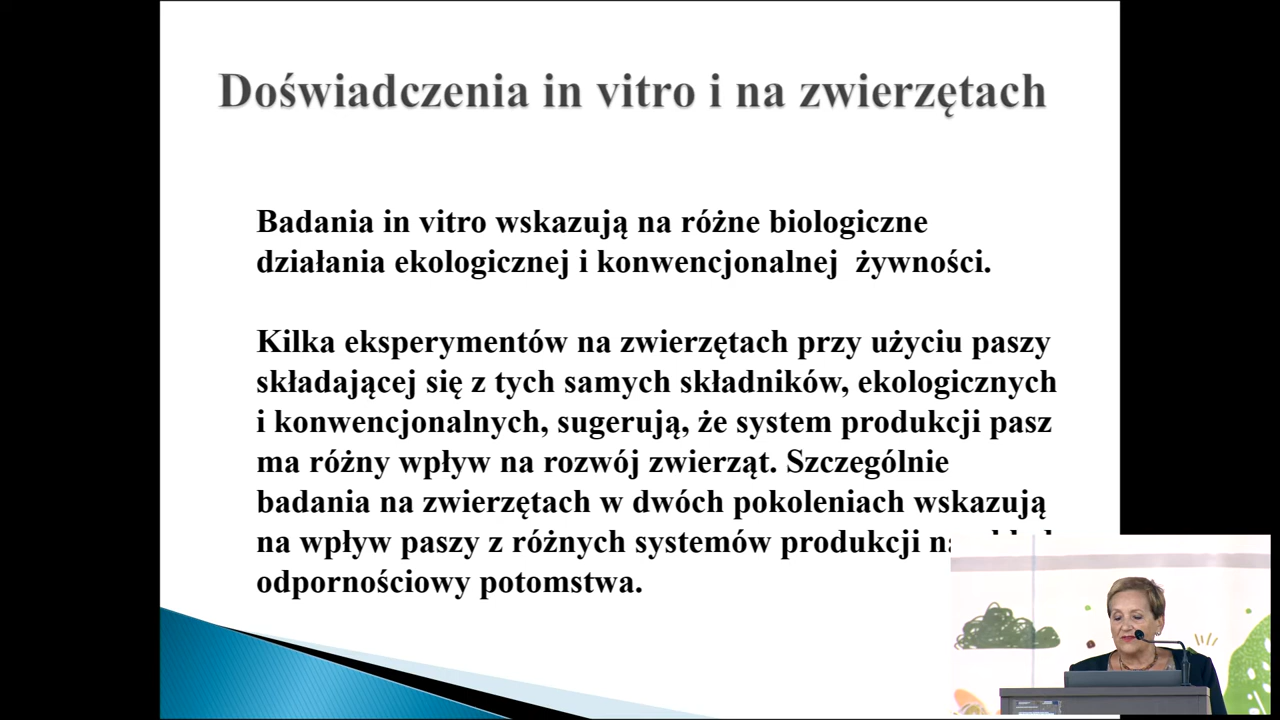 Doświadczenia in vitro i na zwierzętach
Badania in vitro wskazują na różne biologiczne
działania ekologicznej i konwencjonalnej żywności.
Kilka eksperymentów na zwierzętach przy użyciu paszy
składającej się z tych samych składników, ekologicznych
i konwencjonalnych, sugerują, że system produkcji pasz
ma różny wpływ na rozwój zwierząt. Szczególnie
badania na zwierzętach w dwóch pokoleniach wskazują
na wpływ paszy z różnych systemów produkcji
odpornościowy potomstwa.